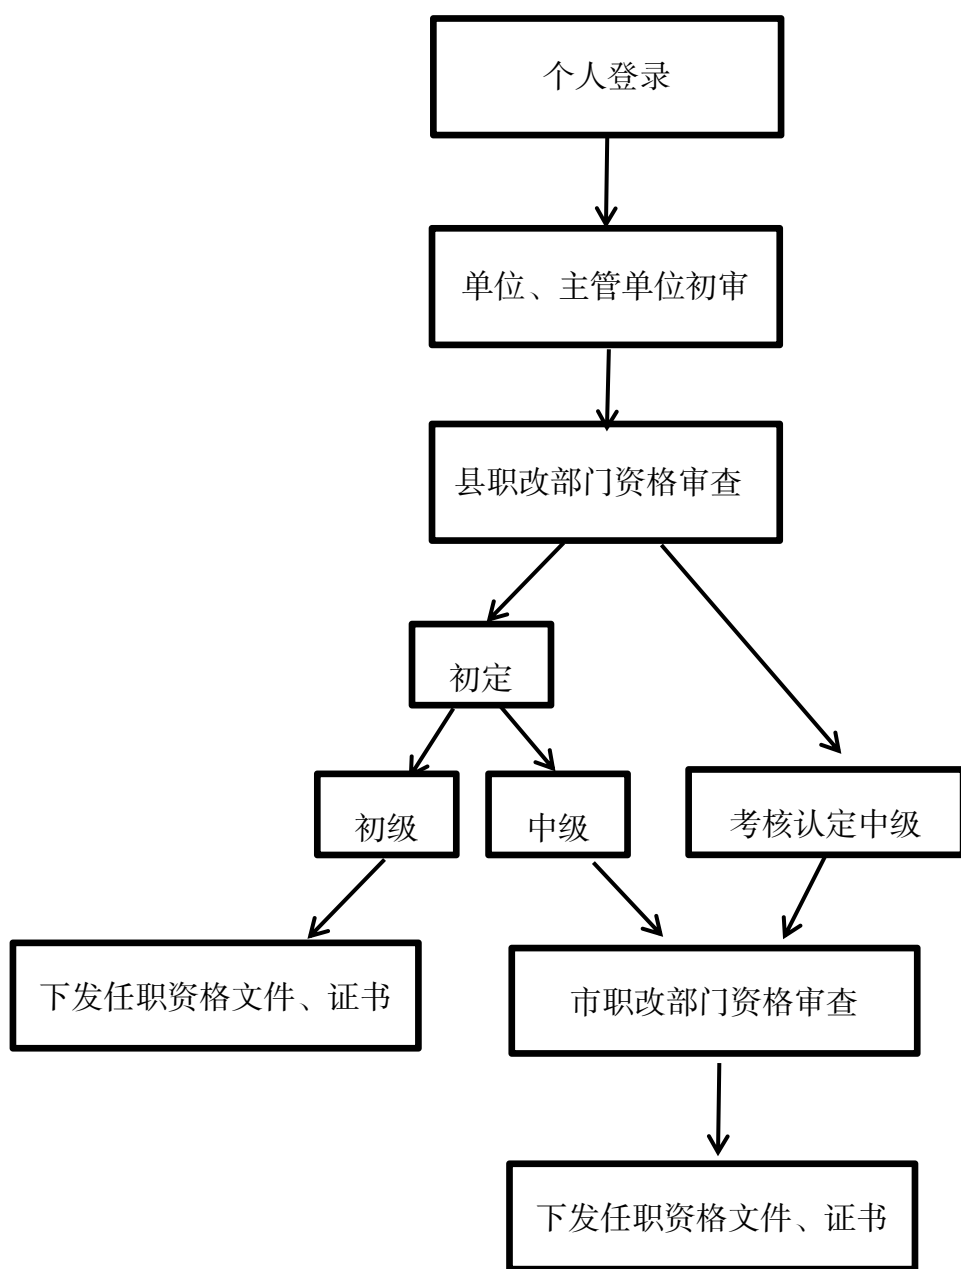 个人登录
单位、主管单位初审
县职改部门资格审查
初定
初级
中级
考核认定中级
下发任职资格文件、证书
市职改部门资格审查
下发任职资格文件、证书